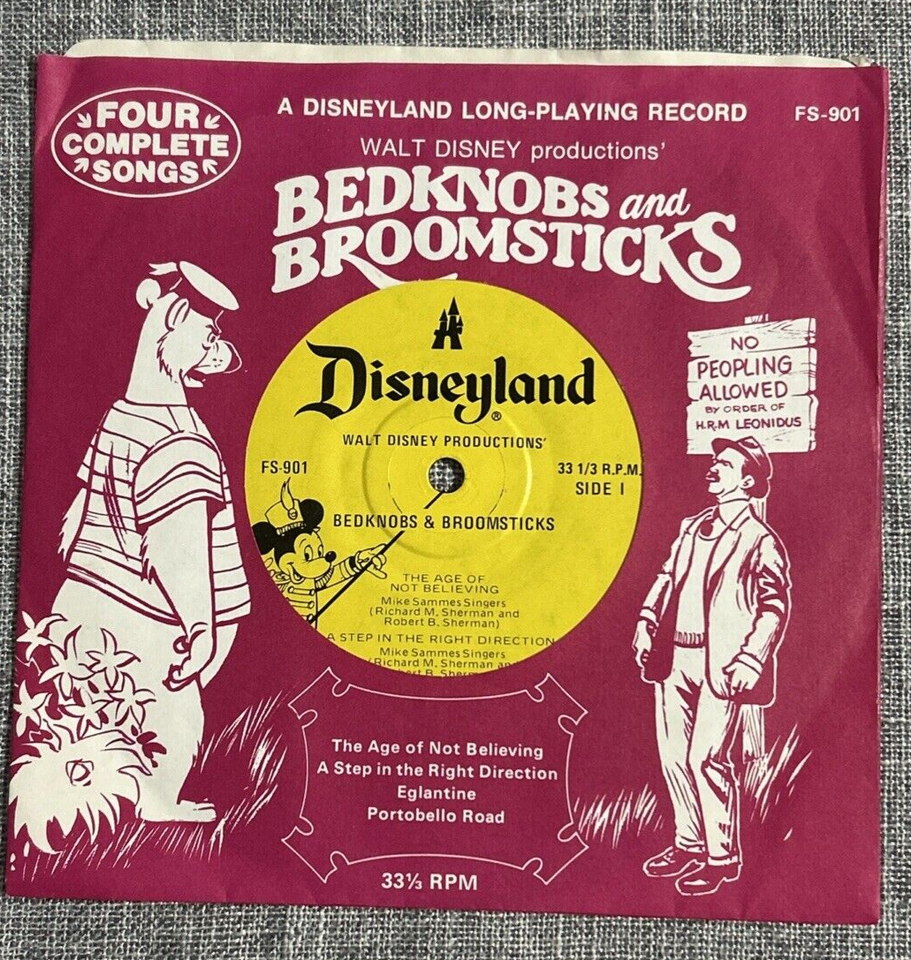 FOUR
COMPLETE
SONGS
A DISNEYLAND LONG-PLAYING RECORD
FS-901
WALT DISNEY productions'
BEDKNOBS and
BROOMSTICKS
NO
PEOPLING
ALLOWED
BY ORDER OF
H.R.M LEONIDUS
Disneyland
®
WALT DISNEY PRODUCTIONS'
FS-901
33 1/3 R.P.M.
SIDE I
BEDKNOBS & BROOMSTICKS
THE AGE OF
NOT BELIEVING
Mike Sammes Singers
(Richard M. Sherman and
Robert B. Sherman)
A STEP IN THE RIGHT DIRECTION
Mike Sammes Singers
(Richard M. Sherman
The Age of Not Believing
A Step in the Right Direction
Eglantine
Portobello Road
33⅓ RPM